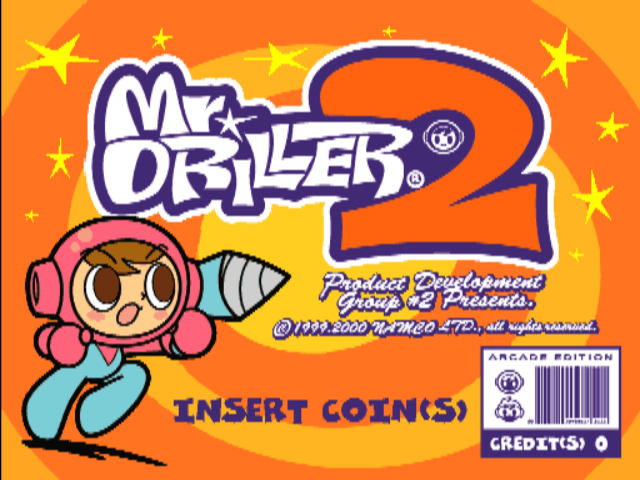 Mr. DRILLER® 2
Product Development
Group #2 Presents.
© 1999.2000 NAMCO LTD., all rights reserved.
ARCADE EDITION
INSERT COIN(S)
CREDIT(S) 0